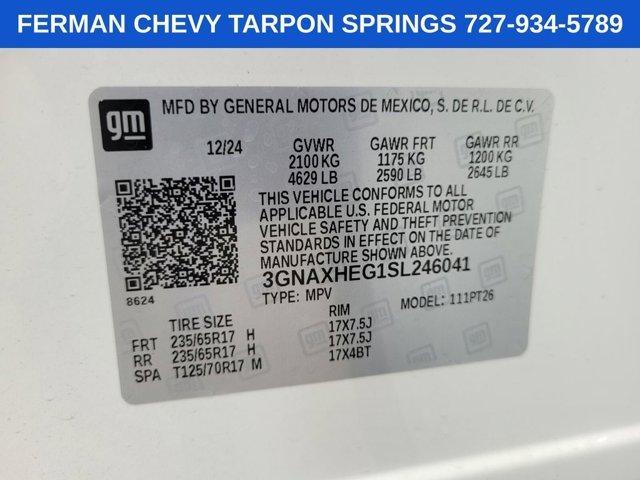 FERMAN CHEVY TARPON SPRINGS 727-934-5789
gm
MFD BY GENERAL MOTORS DE MEXICO, S. DE R.L. DE C.V.
12/24 GVWR GAWR FRT GAWR RR
2100 KG 1175 KG 1200 KG
4629 LB 2590 LB 2645 LB
THIS VEHICLE CONFORMS TO ALL
APPLICABLE U.S. FEDERAL MOTOR
VEHICLE SAFETY AND THEFT PREVENTION
STANDARDS IN EFFECT ON THE DATE OF
MANUFACTURE SHOWN ABOVE.
3GNAXHEG1SL246041
8624
TYPE: MPV MODEL: 111PT26
TIRE SIZE RIM
FRT 235/65R17 H 17X7.5J
RR 235/65R17 H 17X7.5J
SPA T125/70R17 M 17X4BT